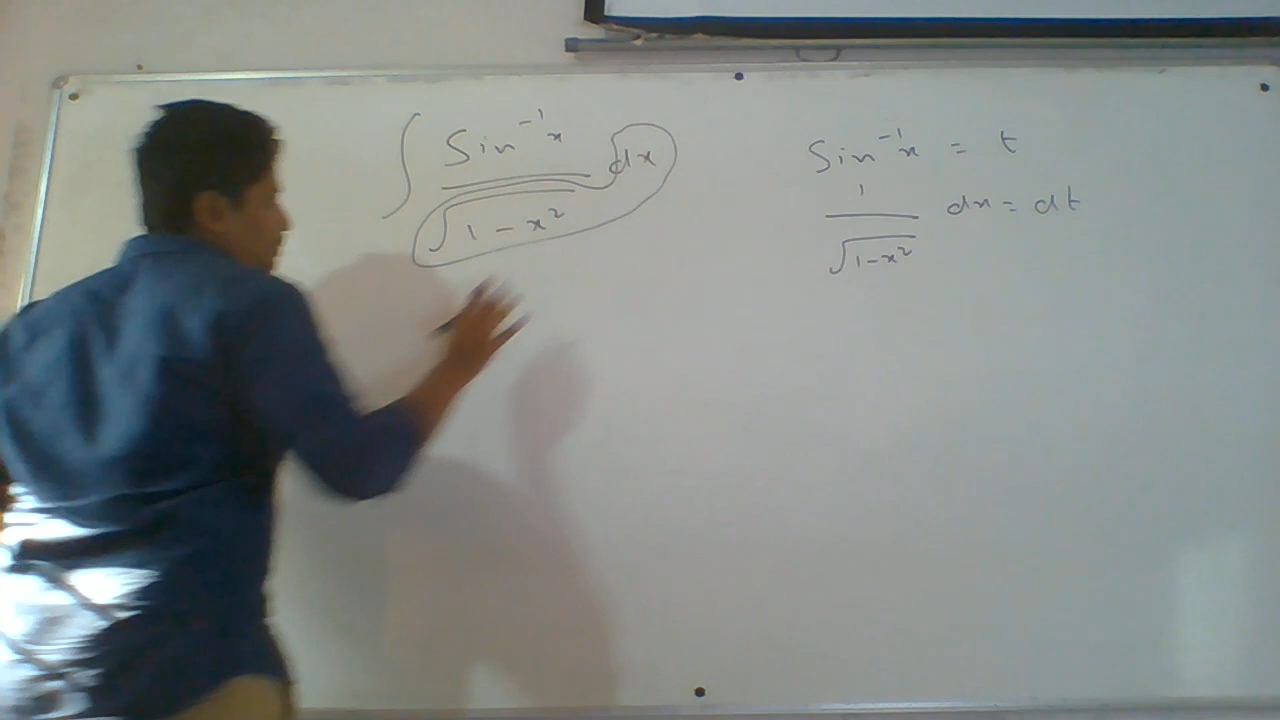 ∫ Sin⁻¹x / √1-x² dx
Sin⁻¹x = t
1 / √1-x² dx = dt